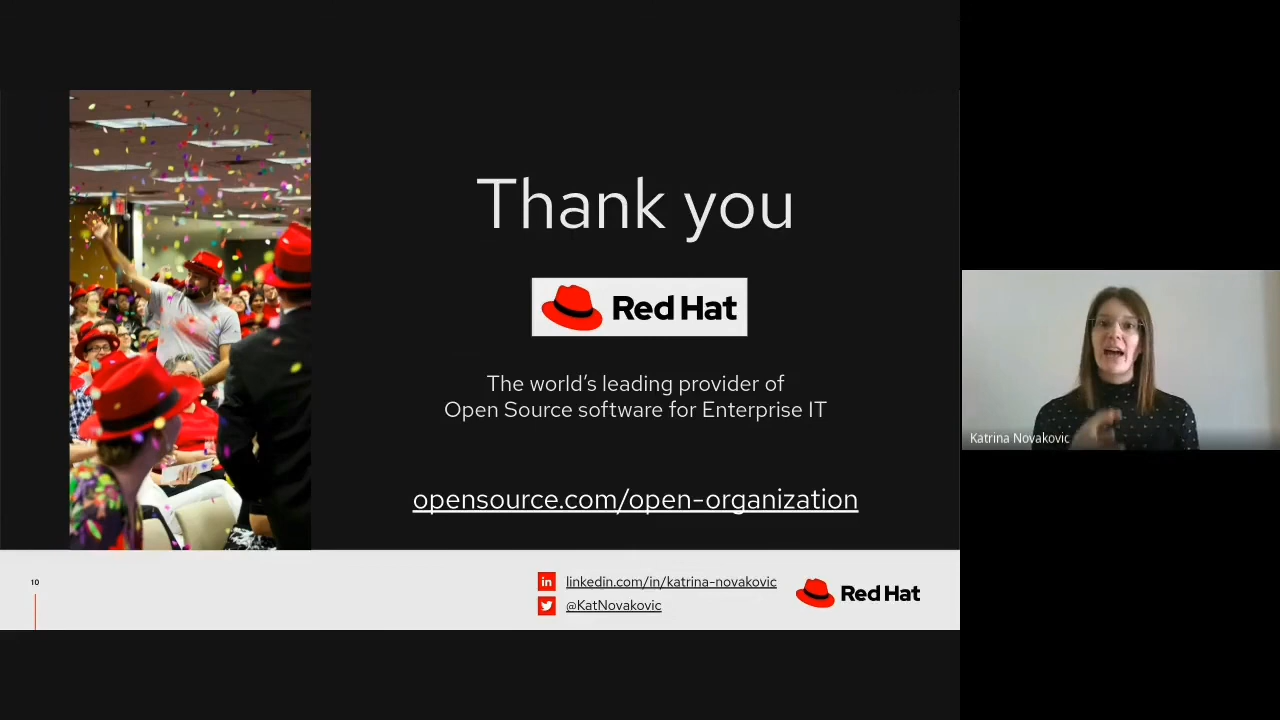 Thank you
Red Hat
The world's leading provider of
Open Source software for Enterprise IT
opensource.com/open-organization
Katrina Novakovic
10
in linkedin.com/in/katrina-novakovic
@KatNovakovic
Red Hat